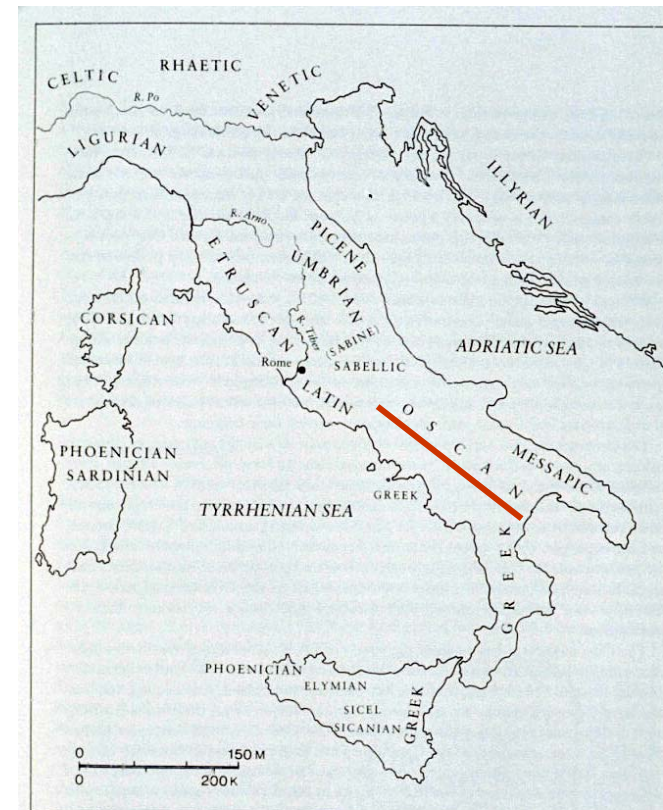 RHAETIC
CELTIC
VENETIC
R. Po
LIGURIAN
ILLYRIAN
R. Arno
PICENE
ETRUCAN
UMBRIAN
CORSICAN
R. Tiber
(SABINE)
ADRIATIC SEA
Rome
SABELLIC
LATIN
OSCAN
MESSAPIC
PHOENICIAN
SARDINIAN
GREEK
TYRRHENIAN SEA
GREEK
PHOENICIAN
ELYMIAN
SICEL
SICANIAN
GREEK
0 150 M
0 200 K